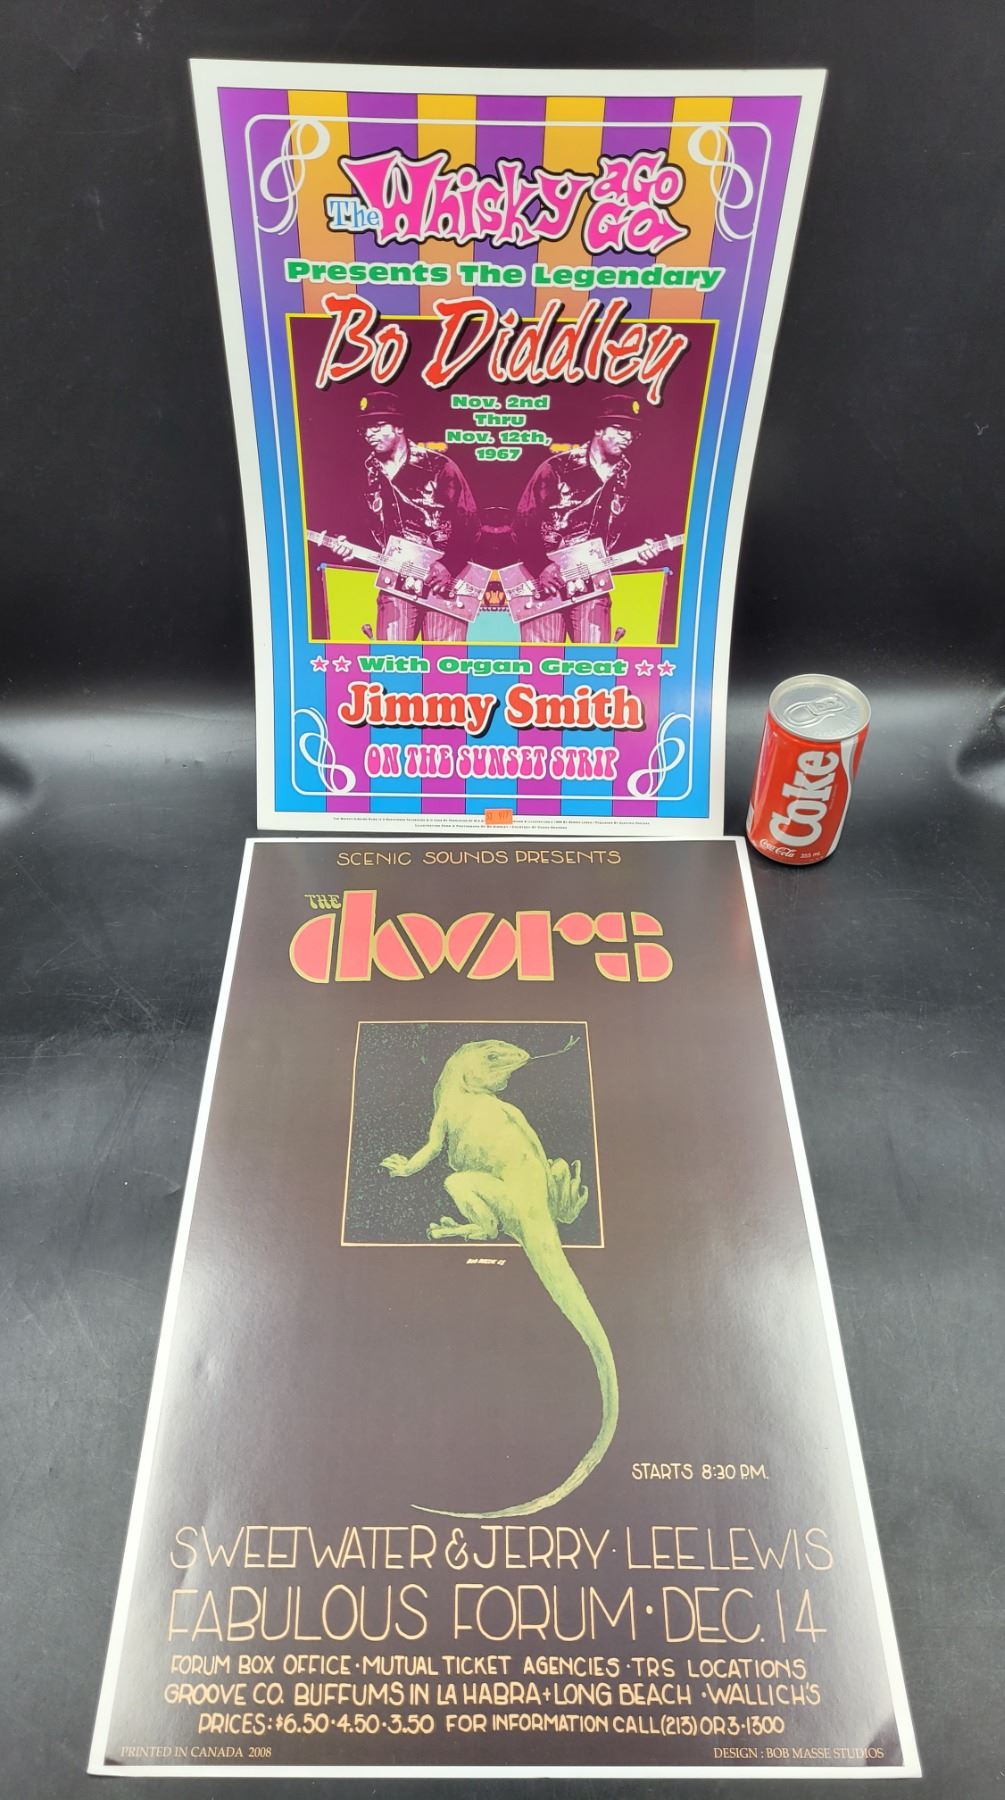 The Whisky aGo Go
Presents The Legendary
Bo Diddley
Nov. 2nd
Thru
Nov. 12th,
1967
With Organ Great
Jimmy Smith
ON THE SUNSET STRIP
Coke
Coca-Cola 355 mL
SCENIC SOUNDS PRESENTS
THE
doors
STARTS 8:30 P.M.
SWEETWATER & JERRY·LEE LEWIS
FABULOUS FORUM·DEC. 14
FORUM BOX OFFICE·MUTUAL TICKET AGENCIES·TRS LOCATIONS
GROOVE CO. BUFFUMS IN LA HABRA+LONG BEACH·WALLICH'S
PRICES:$6.50·4.50·3.50 FOR INFORMATION CALL(213)OR3-1300
PRINTED IN CANADA 2008 DESIGN : BOB MASSE STUDIOS